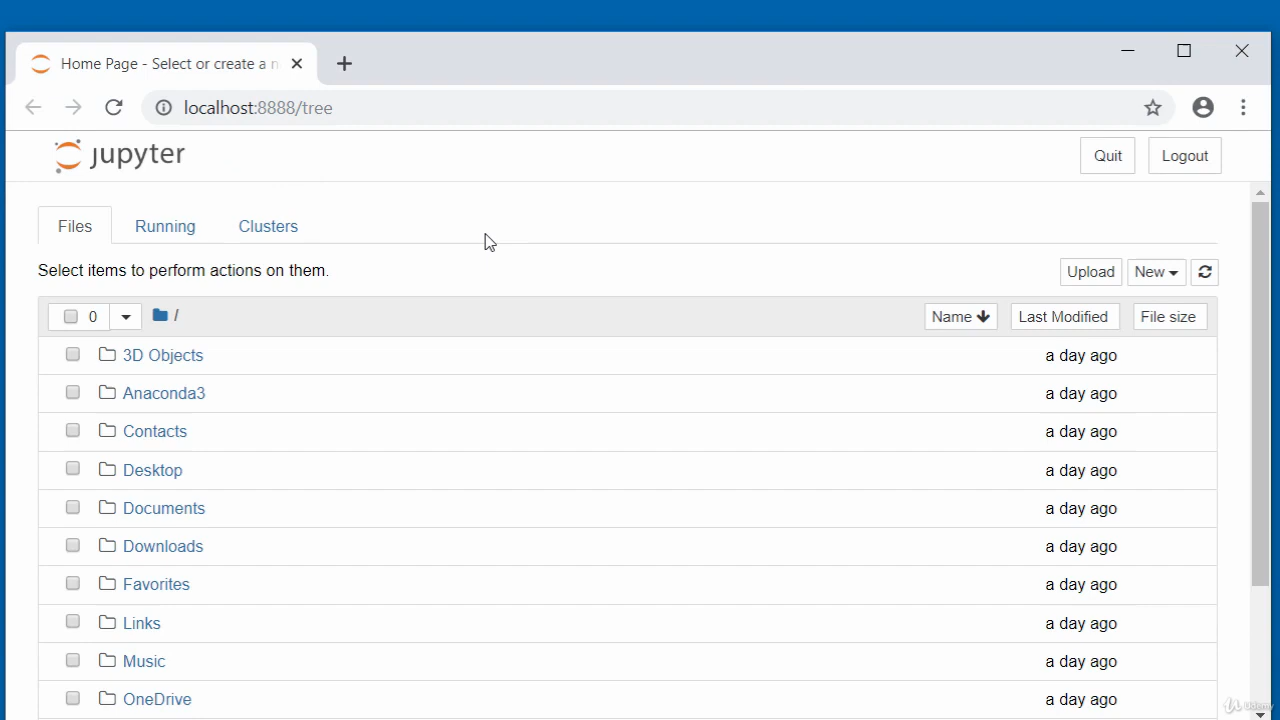 Home Page - Select or create a n
localhost:8888/tree
jupyter
Quit
Logout
Files
Running
Clusters
Select items to perform actions on them.
Upload
New
0
/
Name
Last Modified
File size
3D Objects
a day ago
Anaconda3
a day ago
Contacts
a day ago
Desktop
a day ago
Documents
a day ago
Downloads
a day ago
Favorites
a day ago
Links
a day ago
Music
a day ago
OneDrive
a day ago
Udemy